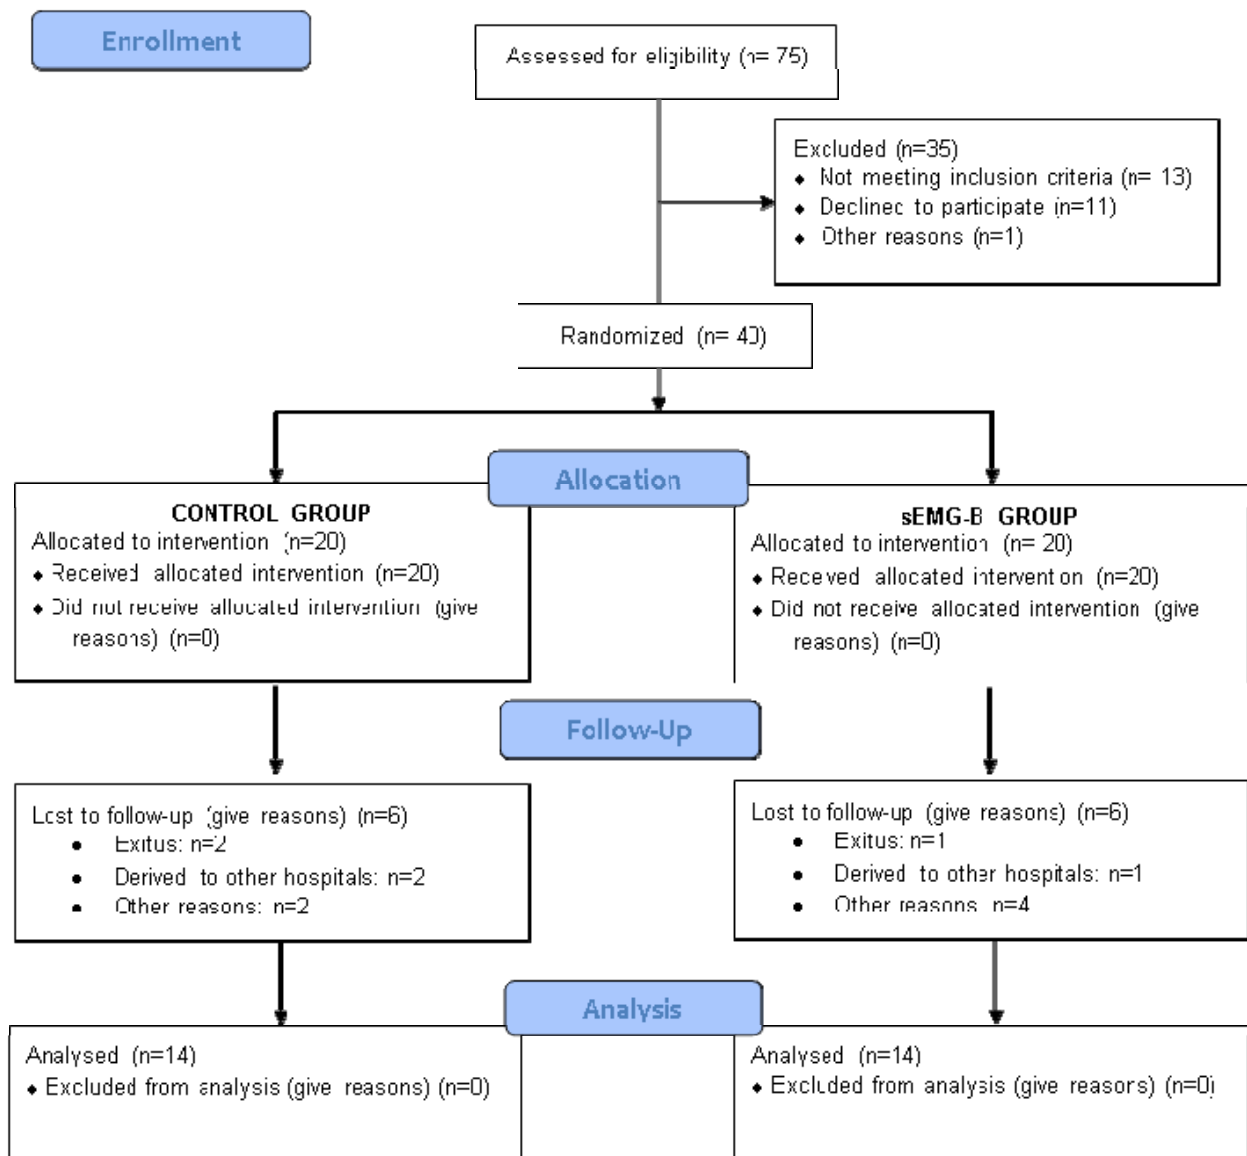 Enrollment
Assessed for eligibility (n= 75)
Excluded (n=35)
◆ Not meeting inclusion criteria (n= 13)
◆ Declined to participate (n=11)
◆ Other reasons (n=1)
Randomized (n= 40)
Allocation
CONTROL GROUP
Allocated to intervention (n=20)
◆ Received allocated intervention (n=20)
◆ Did not receive allocated intervention (give
reasons) (n=0)
sEMG-B GROUP
Allocated to intervention (n= 20)
◆ Received allocated intervention (n=20)
◆ Did not receive allocated intervention (give
reasons) (n=0)
Follow-Up
Lost to follow-up (give reasons) (n=6)
● Exitus: n=2
● Derived to other hospitals: n=2
● Other reasons: n=2
Lost to follow-up (give reasons) (n=6)
● Exitus: n=1
● Derived to other hospitals: n=1
● Other reasons: n=4
Analysis
Analysed (n=14)
◆ Excluded from analysis (give reasons) (n=0)
Analysed (n=14)
◆ Excluded from analysis (give reasons) (n=0)